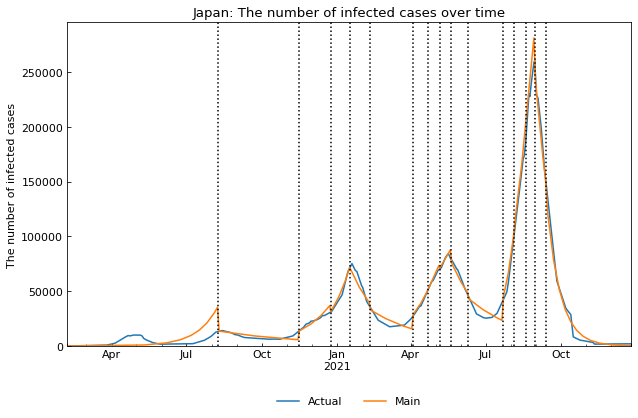 Japan: The number of infected cases over time
The number of infected cases
250000
200000
150000
100000
50000
0
Apr Jul Oct Jan Apr Jul Oct
2021
Actual Main